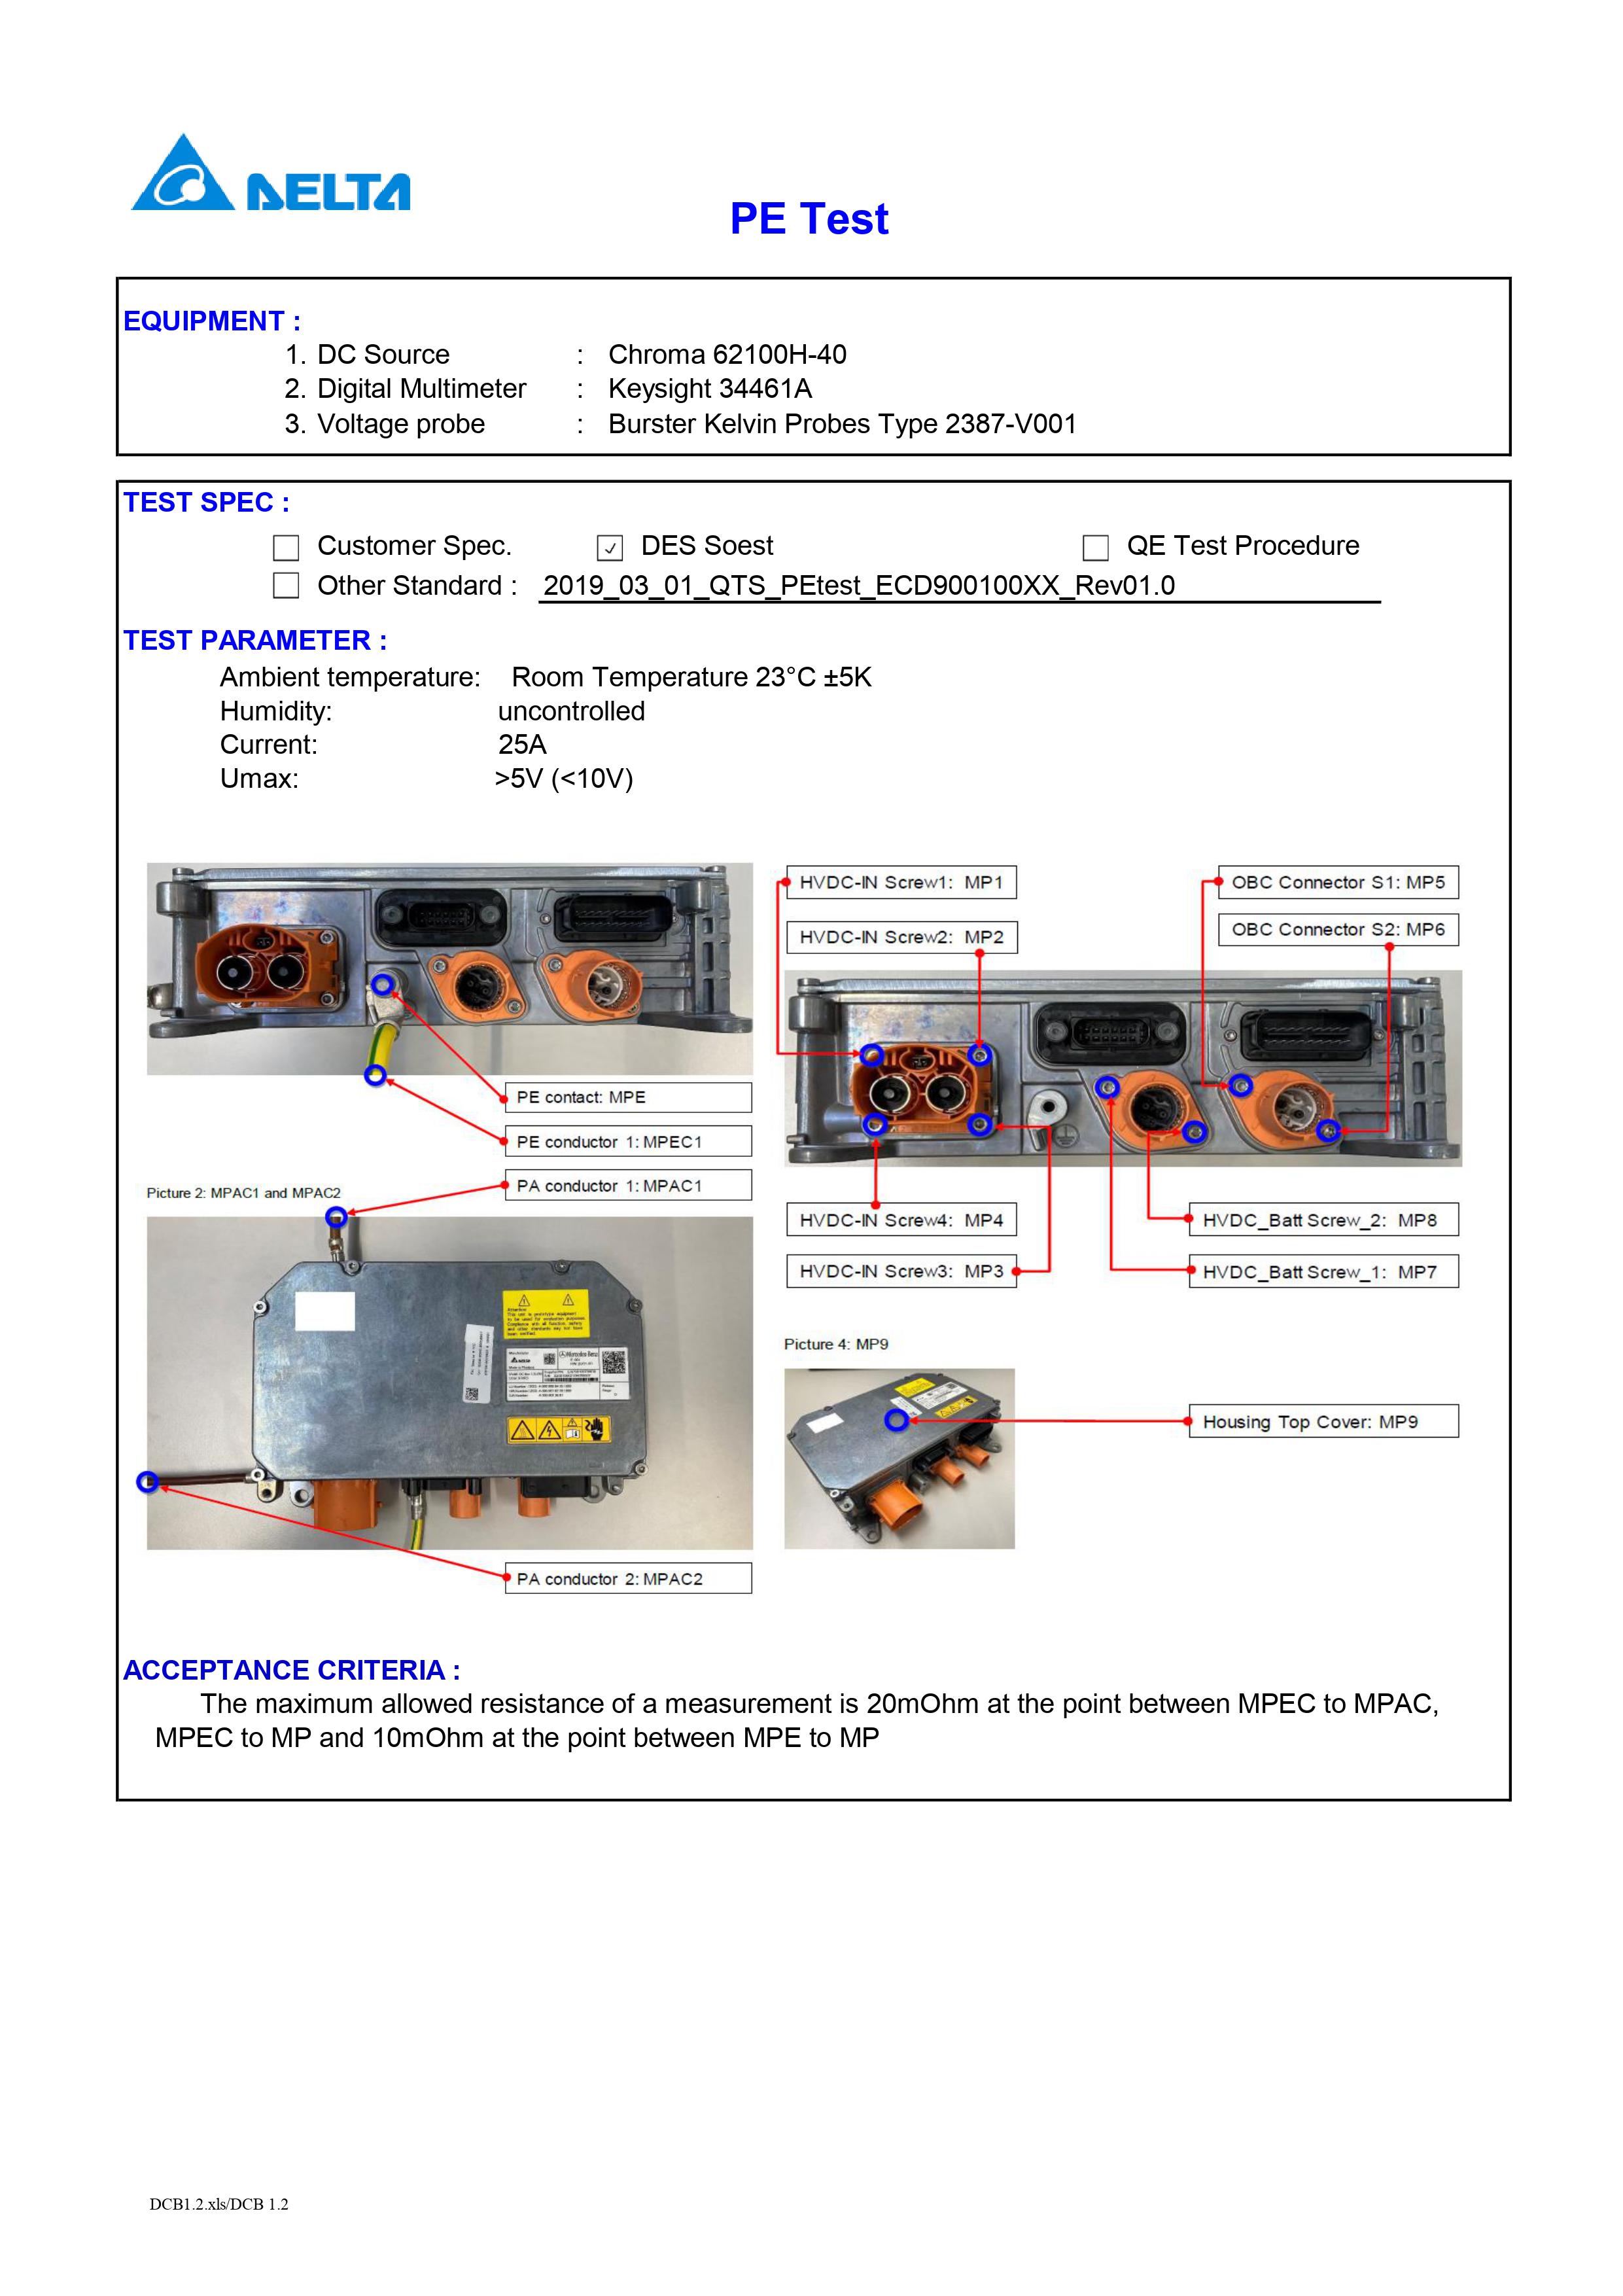 DELTA
PE Test
EQUIPMENT :
1. DC Source : Chroma 62100H-40
2. Digital Multimeter : Keysight 34461A
3. Voltage probe : Burster Kelvin Probes Type 2387-V001
TEST SPEC :
Customer Spec. DES Soest QE Test Procedure
Other Standard : 2019_03_01_QTS_PEtest_ECD900100XX_Rev01.0
TEST PARAMETER :
Ambient temperature: Room Temperature 23°C ±5K
Humidity: uncontrolled
Current: 25A
Umax: >5V (<10V)
PE contact: MPE
PE conductor 1: MPEC1
PA conductor 1: MPAC1
Picture 2: MPAC1 and MPAC2
Attention
DELTA
Mercedes-Benz
PA conductor 2: MPAC2
HVDC-IN Screw1: MP1
HVDC-IN Screw2: MP2
OBC Connector S1: MP5
OBC Connector S2: MP6
HVDC-IN Screw4: MP4
HVDC-IN Screw3: MP3
HVDC_Batt Screw_2: MP8
HVDC_Batt Screw_1: MP7
Picture 4: MP9
Housing Top Cover: MP9
ACCEPTANCE CRITERIA :
The maximum allowed resistance of a measurement is 20mOhm at the point between MPEC to MPAC,
MPEC to MP and 10mOhm at the point between MPE to MP
DCB1.2.xls/DCB 1.2